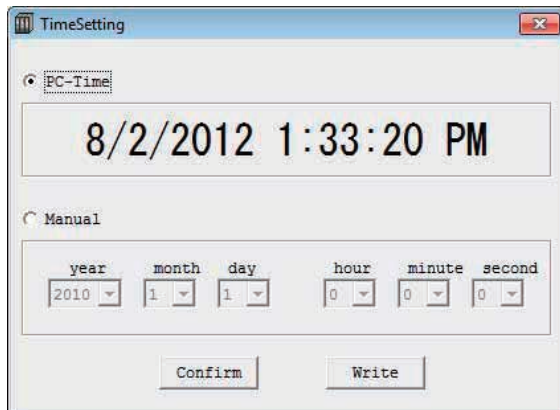 TimeSetting
PC-Time
8/2/2012 1:33:20 PM
Manual
year month day hour minute second
2010 1 1 0 0 0
Confirm Write